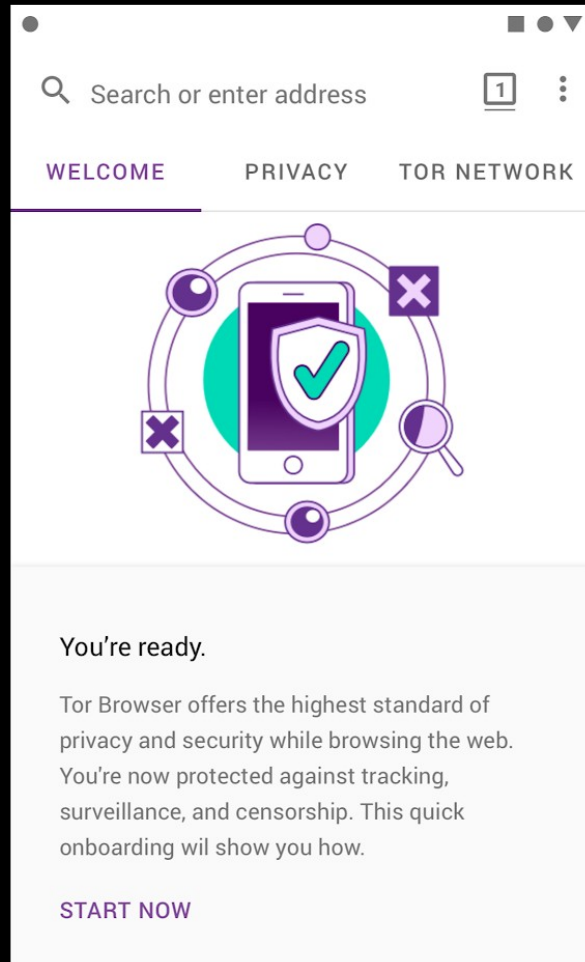 Search or enter address 1
WELCOME PRIVACY TOR NETWORK
You’re ready.
Tor Browser offers the highest standard of
privacy and security while browsing the web.
You're now protected against tracking,
surveillance, and censorship. This quick
onboarding wil show you how.
START NOW